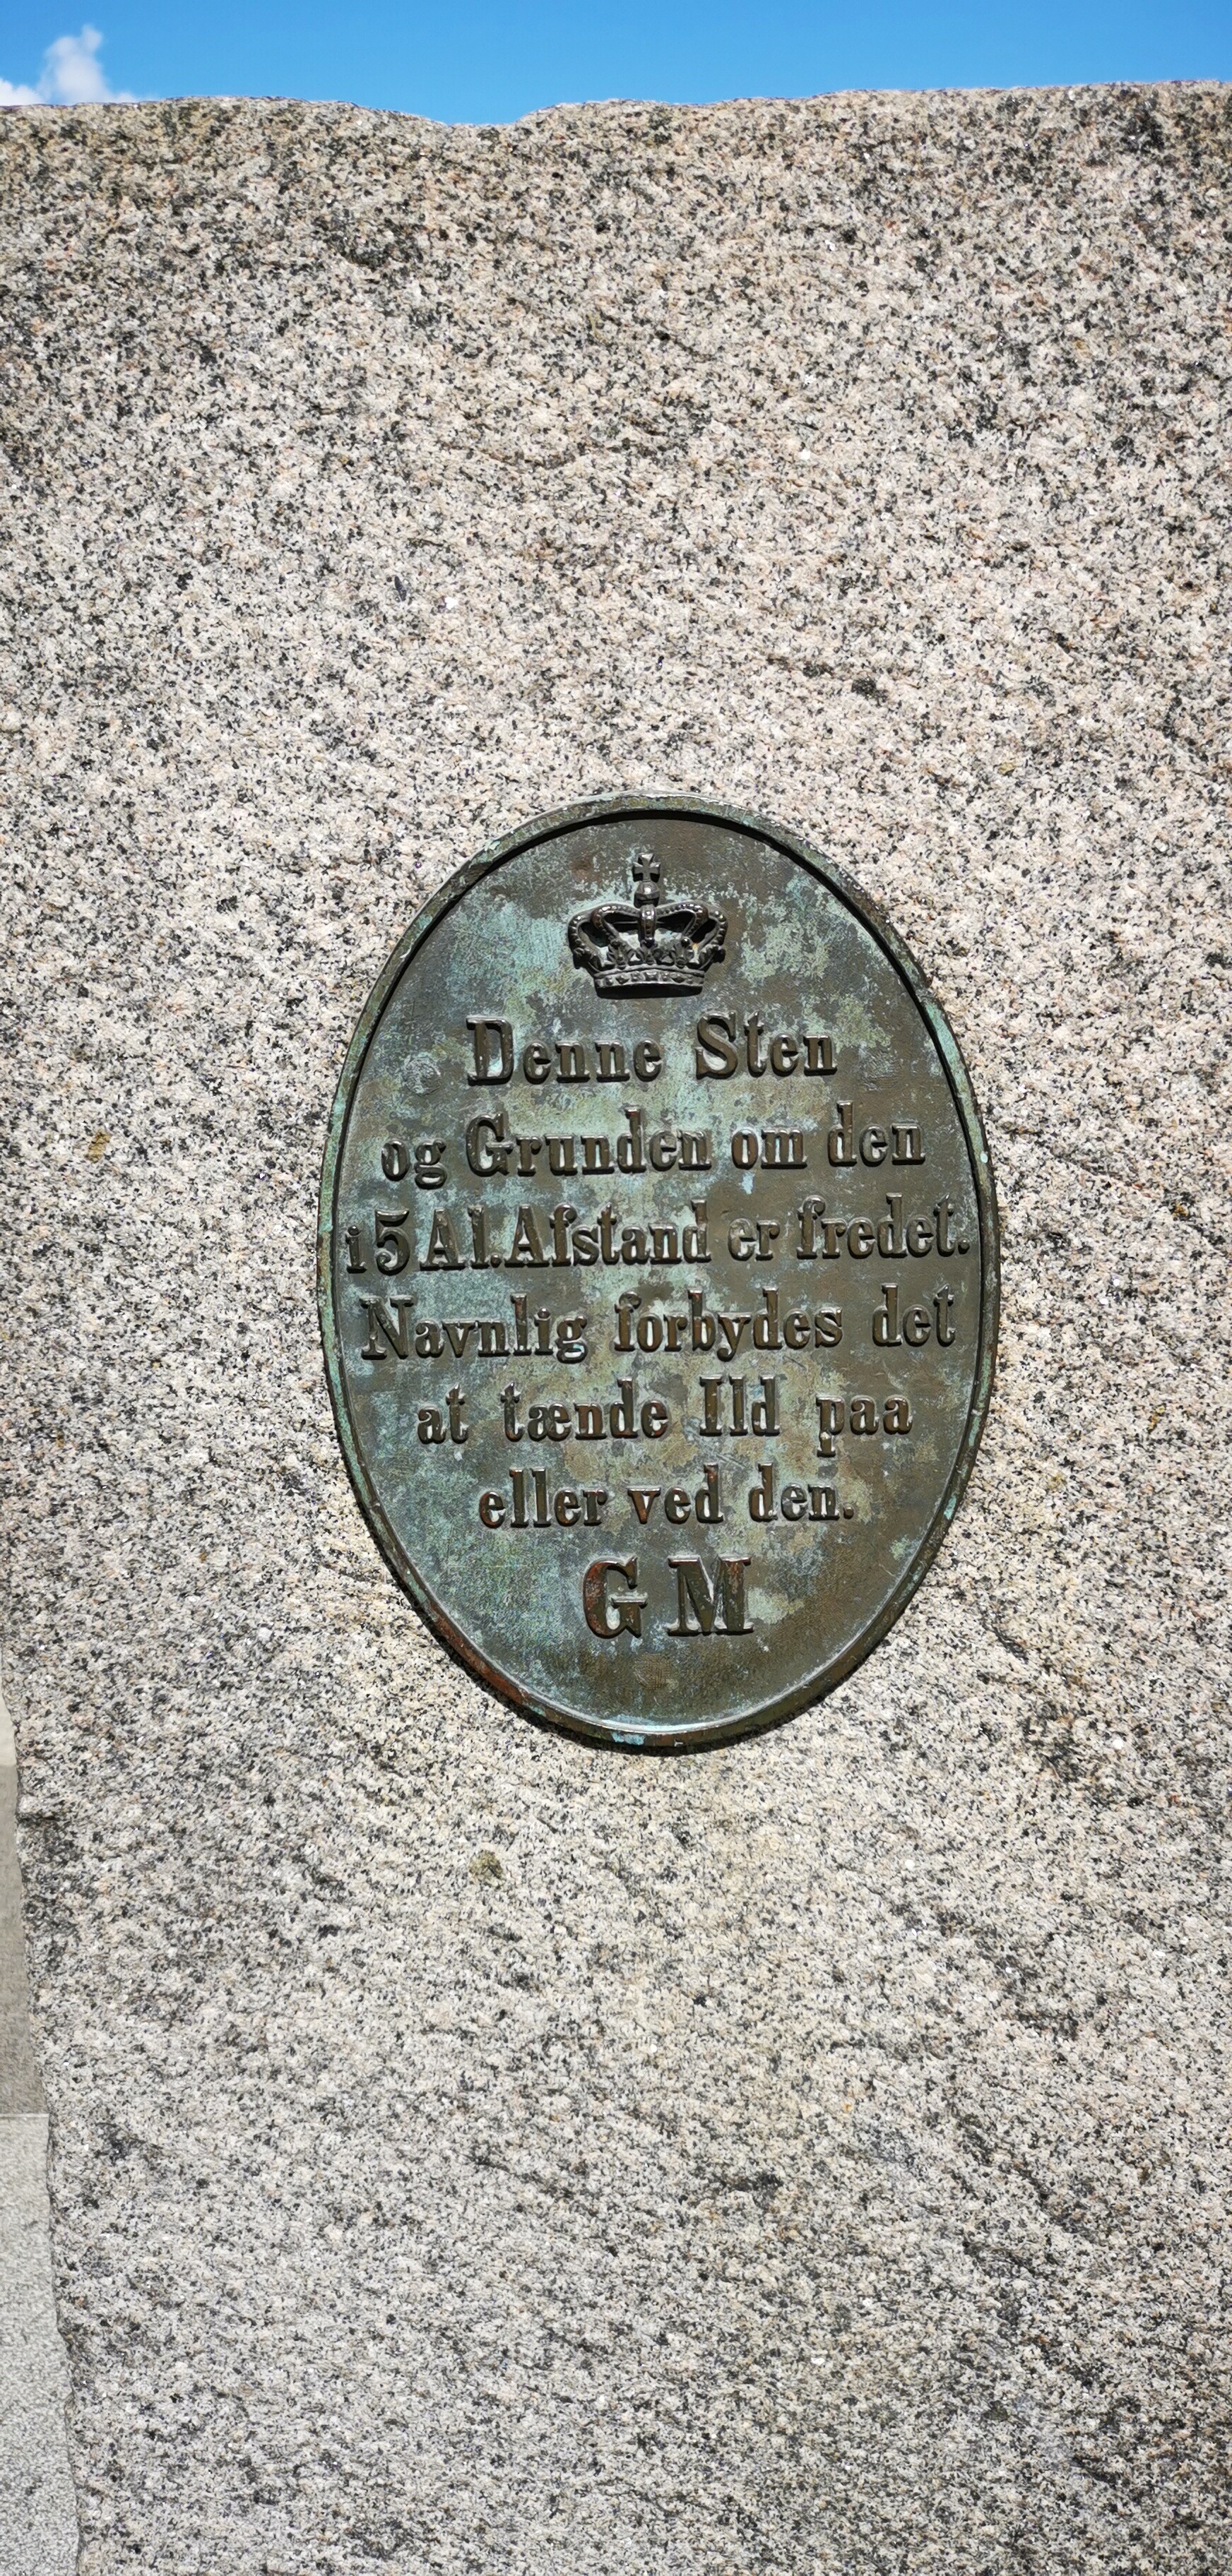 Denne Sten
og Grunden om den
i 5 Al. Afstand er fredet.
Navnlig forbydes det
at tænde Ild paa
eller ved den.
G M